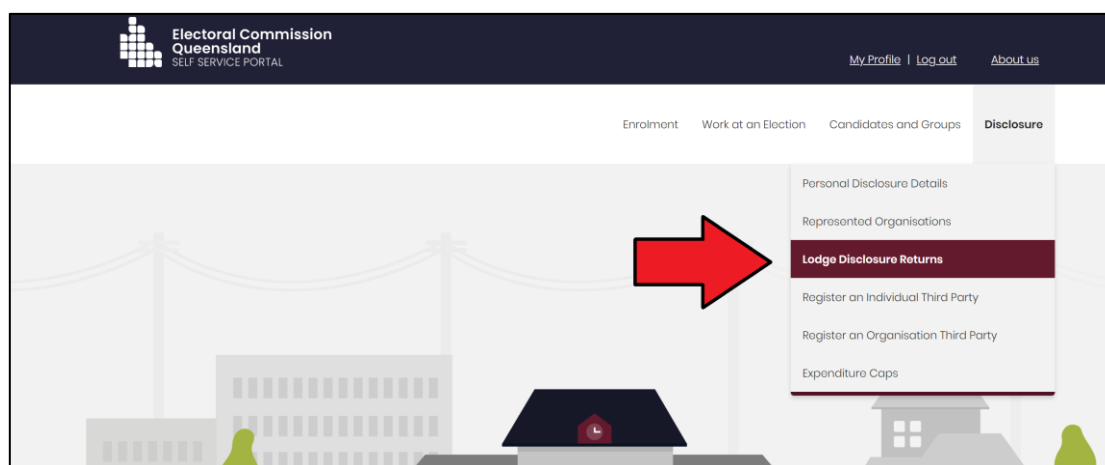 Electoral Commission
Queensland
SELF SERVICE PORTAL
My Profile | Log out About us
Enrolment Work at an Election Candidates and Groups Disclosure
Personal Disclosure Details
Represented Organisations
Lodge Disclosure Returns
Register an Individual Third Party
Register an Organisation Third Party
Expenditure Caps